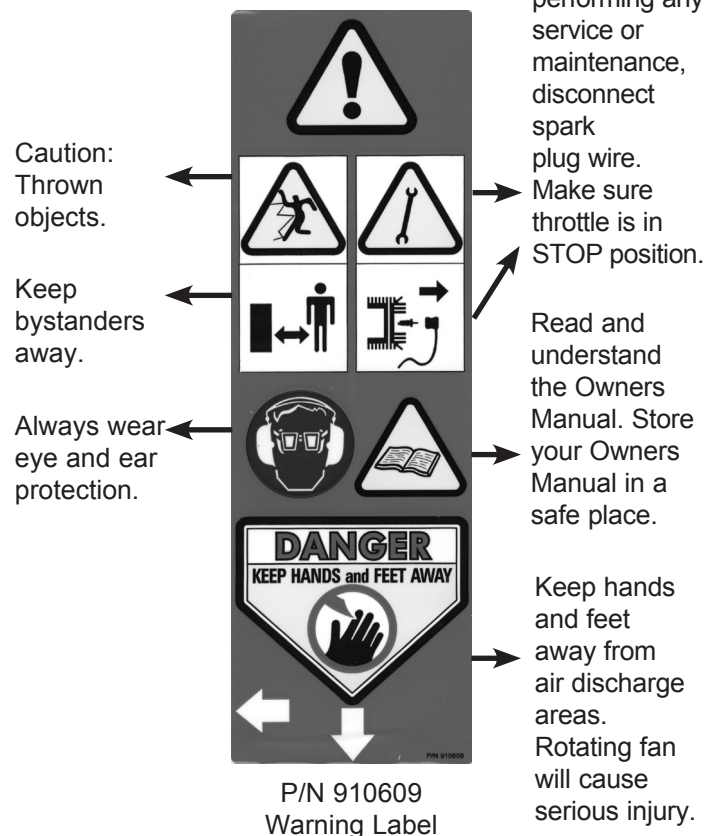 Caution:
Thrown
objects.
Keep
bystanders
away.
Always wear
eye and ear
protection.
DANGER
KEEP HANDS and FEET AWAY
P/N 910609
P/N 910609
Warning Label
performing any
service or
maintenance,
disconnect
spark
plug wire.
Make sure
throttle is in
STOP position.
Read and
understand
the Owners
Manual. Store
your Owners
Manual in a
safe place.
Keep hands
and feet
away from
air discharge
areas.
Rotating fan
will cause
serious injury.